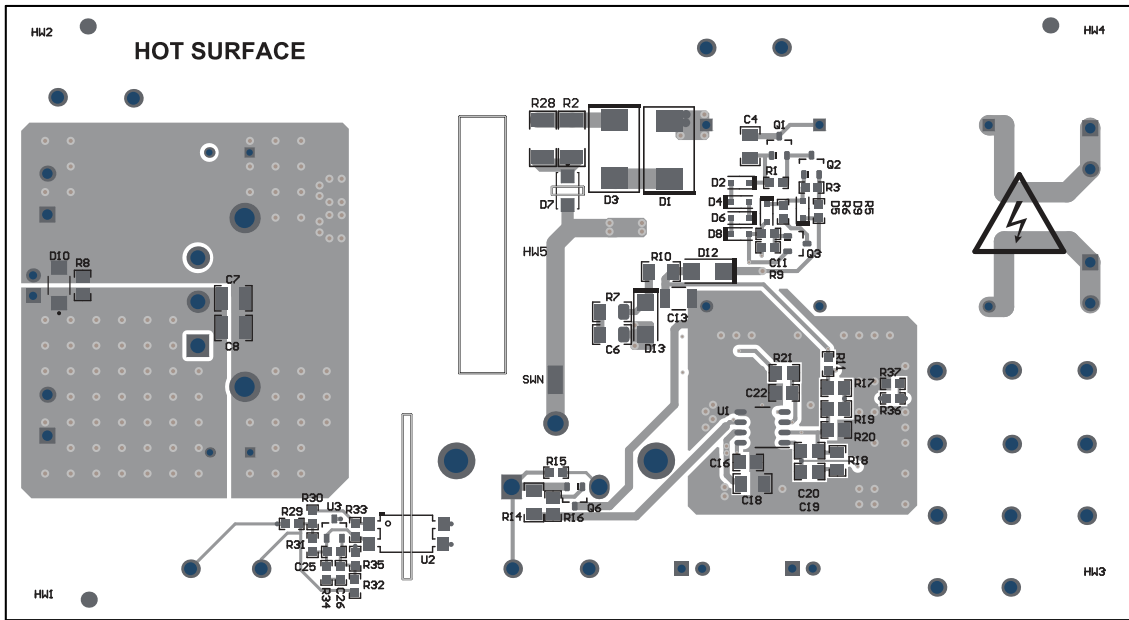 HW2
HW4
HOT SURFACE
R28 R2
C4
Q1
Q2
R1
D2
R3
D3
D1
D7
D4
D6
D8
D5
R6
D9
R5
HW5
C11
Q3
D10
R8
R10
D12
R9
C7
R7
C13
C8
C6
D13
R11
SWN
R21
R17
R37
C22
R36
U1
R19
R20
C16
R18
R15
C18
C20
C19
R14
R16
Q6
R30
U3
R33
R29
R31
U2
C25
R35
R32
R34
C26
HW1
HW3